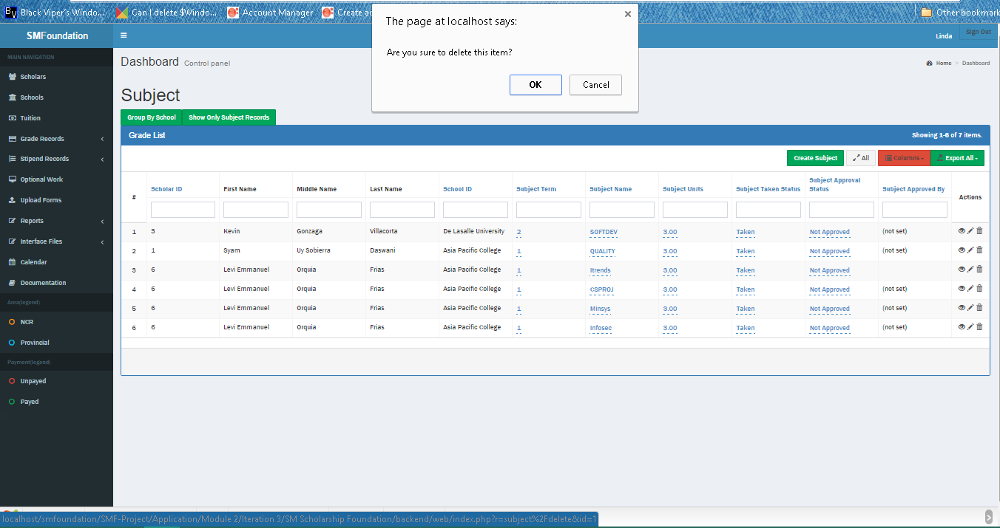 By Black Viper's Windo... Can I delete $Windo... Account Manager Create ac
Other bookmark
The page at localhost says:
Are you sure to delete this item?
OK Cancel
SMFoundation
Linda Sign Out
MAIN NAVIGATION
Scholars
Schools
Tuition
Grade Records
Stipend Records
Optional Work
Upload Forms
Reports
Interface Files
Calendar
Documentation
Area(legend)
NCR
Provincial
Payment(legend)
Unpayed
Payed
Dashboard Control panel
Home > Dashboard
Subject
Group By School Show Only Subject Records
Grade List Showing 1-6 of 7 items.
Create Subject All Columns Export All
# Scholar ID First Name Middle Name Last Name School ID Subject Term Subject Name Subject Units Subject Taken Status Subject Approval Status Subject Approved By Actions
1 3 Kevin Gonzaga Villacorta De Lasalle University 2 SOFTDEV 3.00 Taken Not Approved (not set)
2 1 Syam Uy Sobierra Daswani Asia Pacific College 1 QUALITY 3.00 Taken Not Approved (not set)
3 6 Levi Emmanuel Orquia Frias Asia Pacific College 1 Itrends 3.00 Taken Not Approved
4 6 Levi Emmanuel Orquia Frias Asia Pacific College 1 CSPROJ 3.00 Taken Not Approved (not set)
5 6 Levi Emmanuel Orquia Frias Asia Pacific College 1 Minsys 3.00 Taken Not Approved (not set)
6 6 Levi Emmanuel Orquia Frias Asia Pacific College 1 Infosec 3.00 Taken Not Approved (not set)
localhost/smfoundation/SMF-Project/Application/Module 2/Iteration 3/SM Scholarship Foundation/backend/web/index.php?r=subject%2Fdelete&id=1